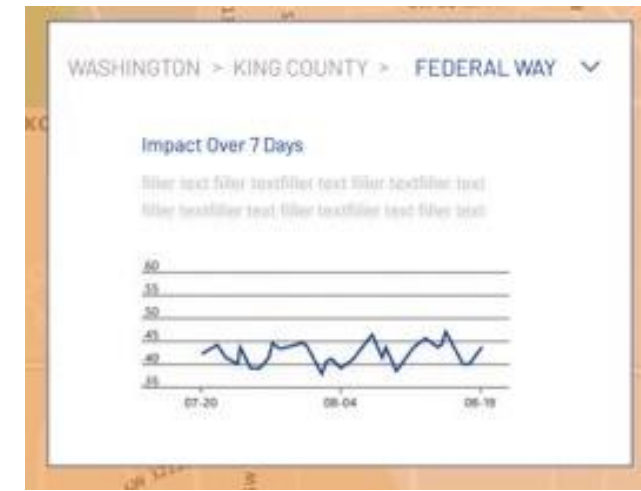 WASHINGTON > KING COUNTY > FEDERAL WAY
Impact Over 7 Days
filler text filler textfiller text filler textfiller text
filler textfiller text filler textfiller text filler text
.60
.55
.50
.45
.40
.35
07-20 08-04 08-19